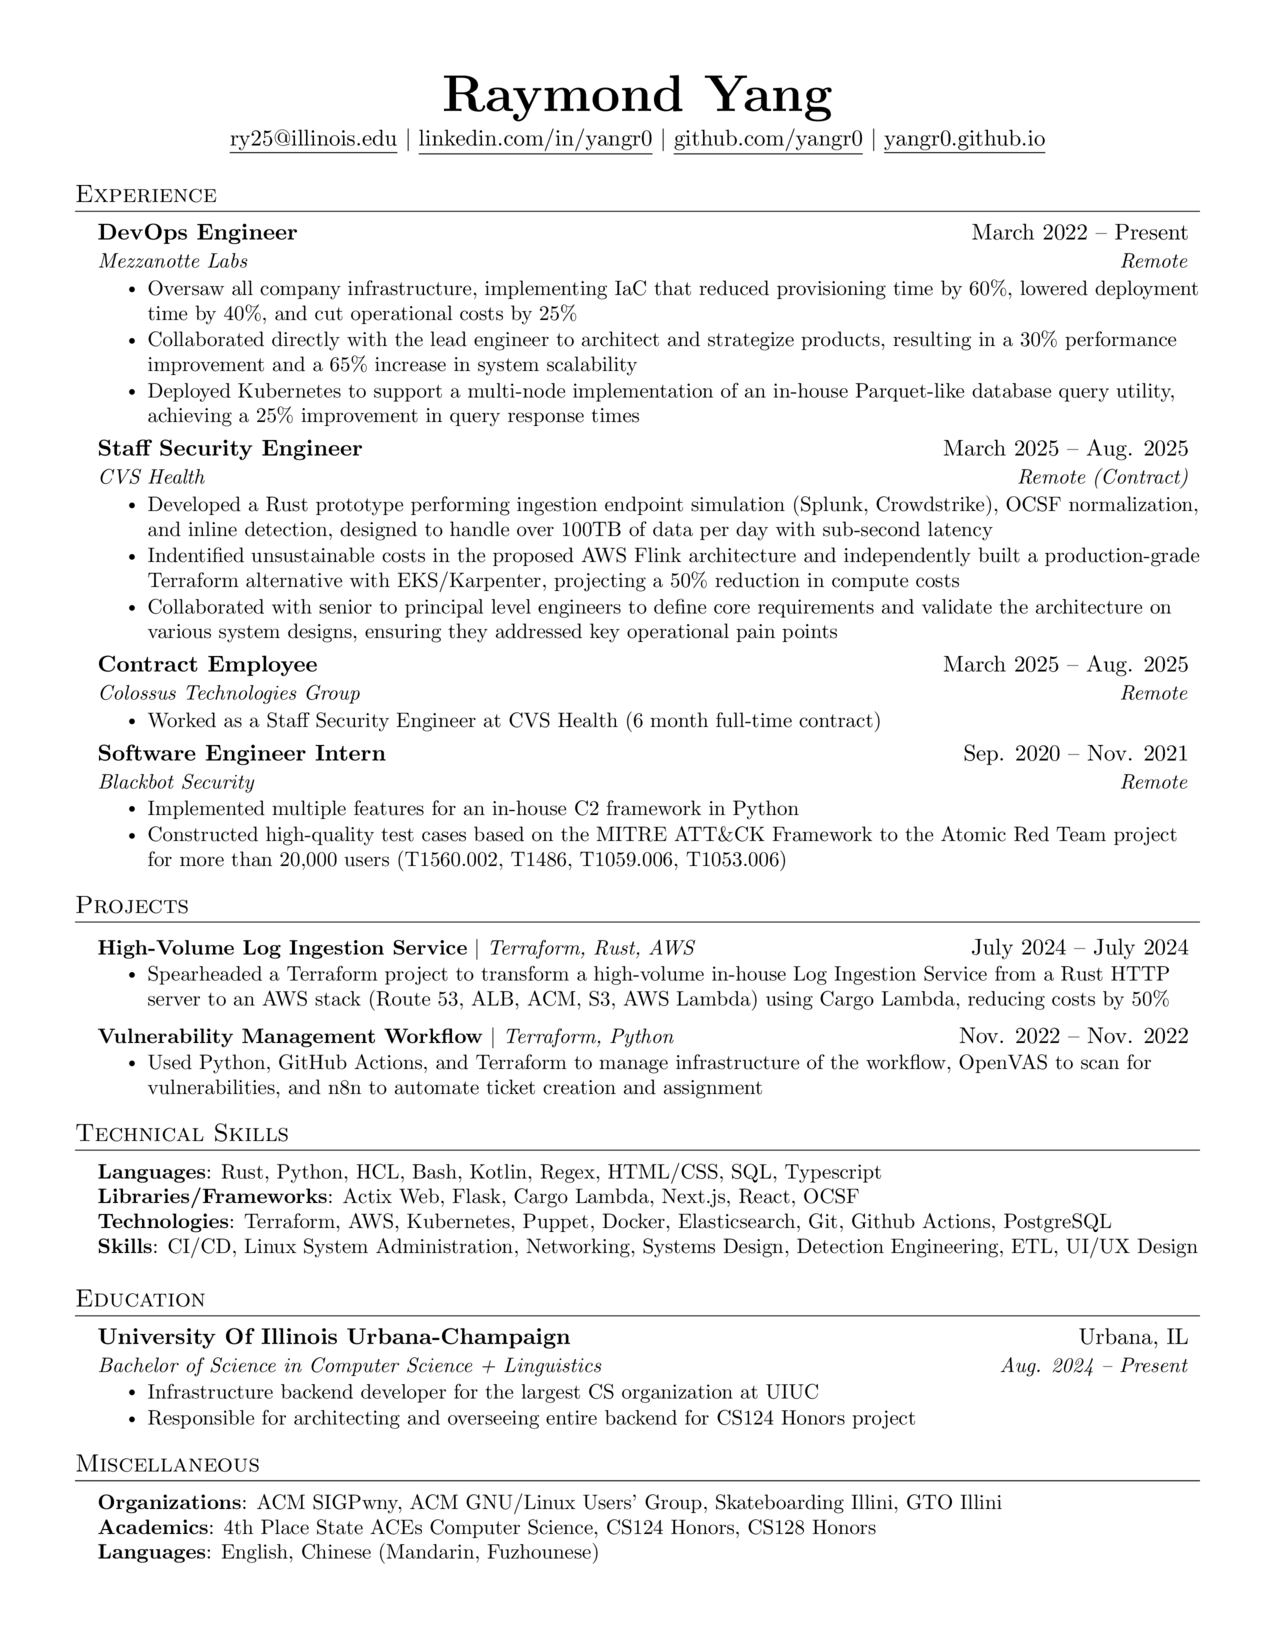 Raymond Yang
ry25@illinois.edu | linkedin.com/in/yangr0 | github.com/yangr0 | yangr0.github.io
Experience
DevOps Engineer March 2022 – Present
Mezzanotte Labs Remote
• Oversaw all company infrastructure, implementing IaC that reduced provisioning time by 60%, lowered deployment
time by 40%, and cut operational costs by 25%
• Collaborated directly with the lead engineer to architect and strategize products, resulting in a 30% performance
improvement and a 65% increase in system scalability
• Deployed Kubernetes to support a multi-node implementation of an in-house Parquet-like database query utility,
achieving a 25% improvement in query response times
Staff Security Engineer March 2025 – Aug. 2025
CVS Health Remote (Contract)
• Developed a Rust prototype performing ingestion endpoint simulation (Splunk, Crowdstrike), OCSF normalization,
and inline detection, designed to handle over 100TB of data per day with sub-second latency
• Indentified unsustainable costs in the proposed AWS Flink architecture and independently built a production-grade
Terraform alternative with EKS/Karpenter, projecting a 50% reduction in compute costs
• Collaborated with senior to principal level engineers to define core requirements and validate the architecture on
various system designs, ensuring they addressed key operational pain points
Contract Employee March 2025 – Aug. 2025
Colossus Technologies Group Remote
• Worked as a Staff Security Engineer at CVS Health (6 month full-time contract)
Software Engineer Intern Sep. 2020 – Nov. 2021
Blackbot Security Remote
• Implemented multiple features for an in-house C2 framework in Python
• Constructed high-quality test cases based on the MITRE ATT&CK Framework to the Atomic Red Team project
for more than 20,000 users (T1560.002, T1486, T1059.006, T1053.006)
Projects
High-Volume Log Ingestion Service | Terraform, Rust, AWS July 2024 – July 2024
• Spearheaded a Terraform project to transform a high-volume in-house Log Ingestion Service from a Rust HTTP
server to an AWS stack (Route 53, ALB, ACM, S3, AWS Lambda) using Cargo Lambda, reducing costs by 50%
Vulnerability Management Workflow | Terraform, Python Nov. 2022 – Nov. 2022
• Used Python, GitHub Actions, and Terraform to manage infrastructure of the workflow, OpenVAS to scan for
vulnerabilities, and n8n to automate ticket creation and assignment
Technical Skills
Languages: Rust, Python, HCL, Bash, Kotlin, Regex, HTML/CSS, SQL, Typescript
Libraries/Frameworks: Actix Web, Flask, Cargo Lambda, Next.js, React, OCSF
Technologies: Terraform, AWS, Kubernetes, Puppet, Docker, Elasticsearch, Git, Github Actions, PostgreSQL
Skills: CI/CD, Linux System Administration, Networking, Systems Design, Detection Engineering, ETL, UI/UX Design
Education
University Of Illinois Urbana-Champaign Urbana, IL
Bachelor of Science in Computer Science + Linguistics Aug. 2024 – Present
• Infrastructure backend developer for the largest CS organization at UIUC
• Responsible for architecting and overseeing entire backend for CS124 Honors project
Miscellaneous
Organizations: ACM SIGPwny, ACM GNU/Linux Users' Group, Skateboarding Illini, GTO Illini
Academics: 4th Place State ACEs Computer Science, CS124 Honors, CS128 Honors
Languages: English, Chinese (Mandarin, Fuzhounese)